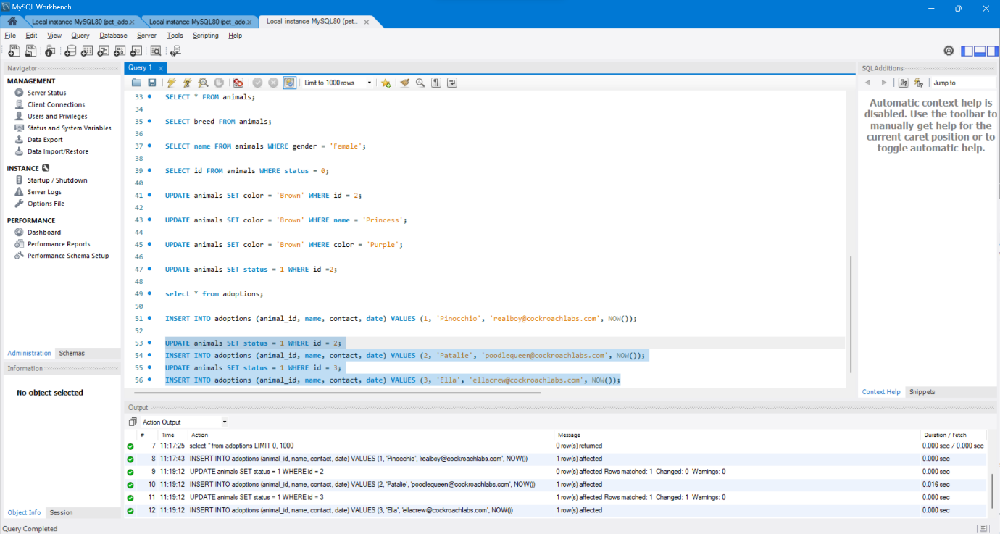 MySQL Workbench
Local instance MySQL80 (pet_ado.x
Local instance MySQL80 (pet_ado.x
Local instance MySQL80 (pet_.. x
File Edit View Query Database Server Tools Scripting Help
Navigator
MANAGEMENT
Server Status
Client Connections
Users and Privileges
Status and System Variables
Data Export
Data Import/Restore
INSTANCE
Startup / Shutdown
Server Logs
Options File
PERFORMANCE
Dashboard
Performance Reports
Performance Schema Setup
Administration Schemas
Information
No object selected
Object Info Session
Query 1 x
Limit to 1000 rows
33 SELECT * FROM animals;
34
35 SELECT breed FROM animals;
36
37 SELECT name FROM animals WHERE gender = 'Female';
38
39 SELECT id FROM animals WHERE status = 0;
40
41 UPDATE animals SET color = 'Brown' WHERE id = 2;
42
43 UPDATE animals SET color = 'Brown' WHERE name = 'Princess';
44
45 UPDATE animals SET color = 'Brown' WHERE color = 'Purple';
46
47 UPDATE animals SET status = 1 WHERE id =2;
48
49 select * from adoptions;
50
51 INSERT INTO adoptions (animal_id, name, contact, date) VALUES (1, 'Pinocchio', 'realboy@cockroachlabs.com', NOW());
52
53 UPDATE animals SET status = 1 WHERE id = 2;
54 INSERT INTO adoptions (animal_id, name, contact, date) VALUES (2, 'Patalie', 'poodlequeen@cockroachlabs.com', NOW());
55 UPDATE animals SET status = 1 WHERE id = 3;
56 INSERT INTO adoptions (animal_id, name, contact, date) VALUES (3, 'Ella', 'ellacrew@cockroachlabs.com', NOW());
SQLAdditions
Jump to
Automatic context help is
disabled. Use the toolbar to
manually get help for the
current caret position or to
toggle automatic help.
Context Help Snippets
Output
Action Output
# Time Action Message Duration / Fetch
7 11:17:25 select * from adoptions LIMIT 0, 1000 0 row(s) returned 0.000 sec / 0.000 sec
8 11:17:43 INSERT INTO adoptions (animal_id, name, contact, date) VALUES (1, 'Pinocchio', 'realboy@cockroachlabs.com', NOW()) 1 row(s) affected 0.000 sec
9 11:19:12 UPDATE animals SET status = 1 WHERE id = 2 0 row(s) affected Rows matched: 1 Changed: 0 Warnings: 0 0.000 sec
10 11:19:12 INSERT INTO adoptions (animal_id, name, contact, date) VALUES (2, 'Patalie', 'poodlequeen@cockroachlabs.com', NOW()) 1 row(s) affected 0.016 sec
11 11:19:12 UPDATE animals SET status = 1 WHERE id = 3 1 row(s) affected Rows matched: 1 Changed: 1 Warnings: 0 0.000 sec
12 11:19:12 INSERT INTO adoptions (animal_id, name, contact, date) VALUES (3, 'Ella', 'ellacrew@cockroachlabs.com', NOW()) 1 row(s) affected 0.000 sec
Query Completed